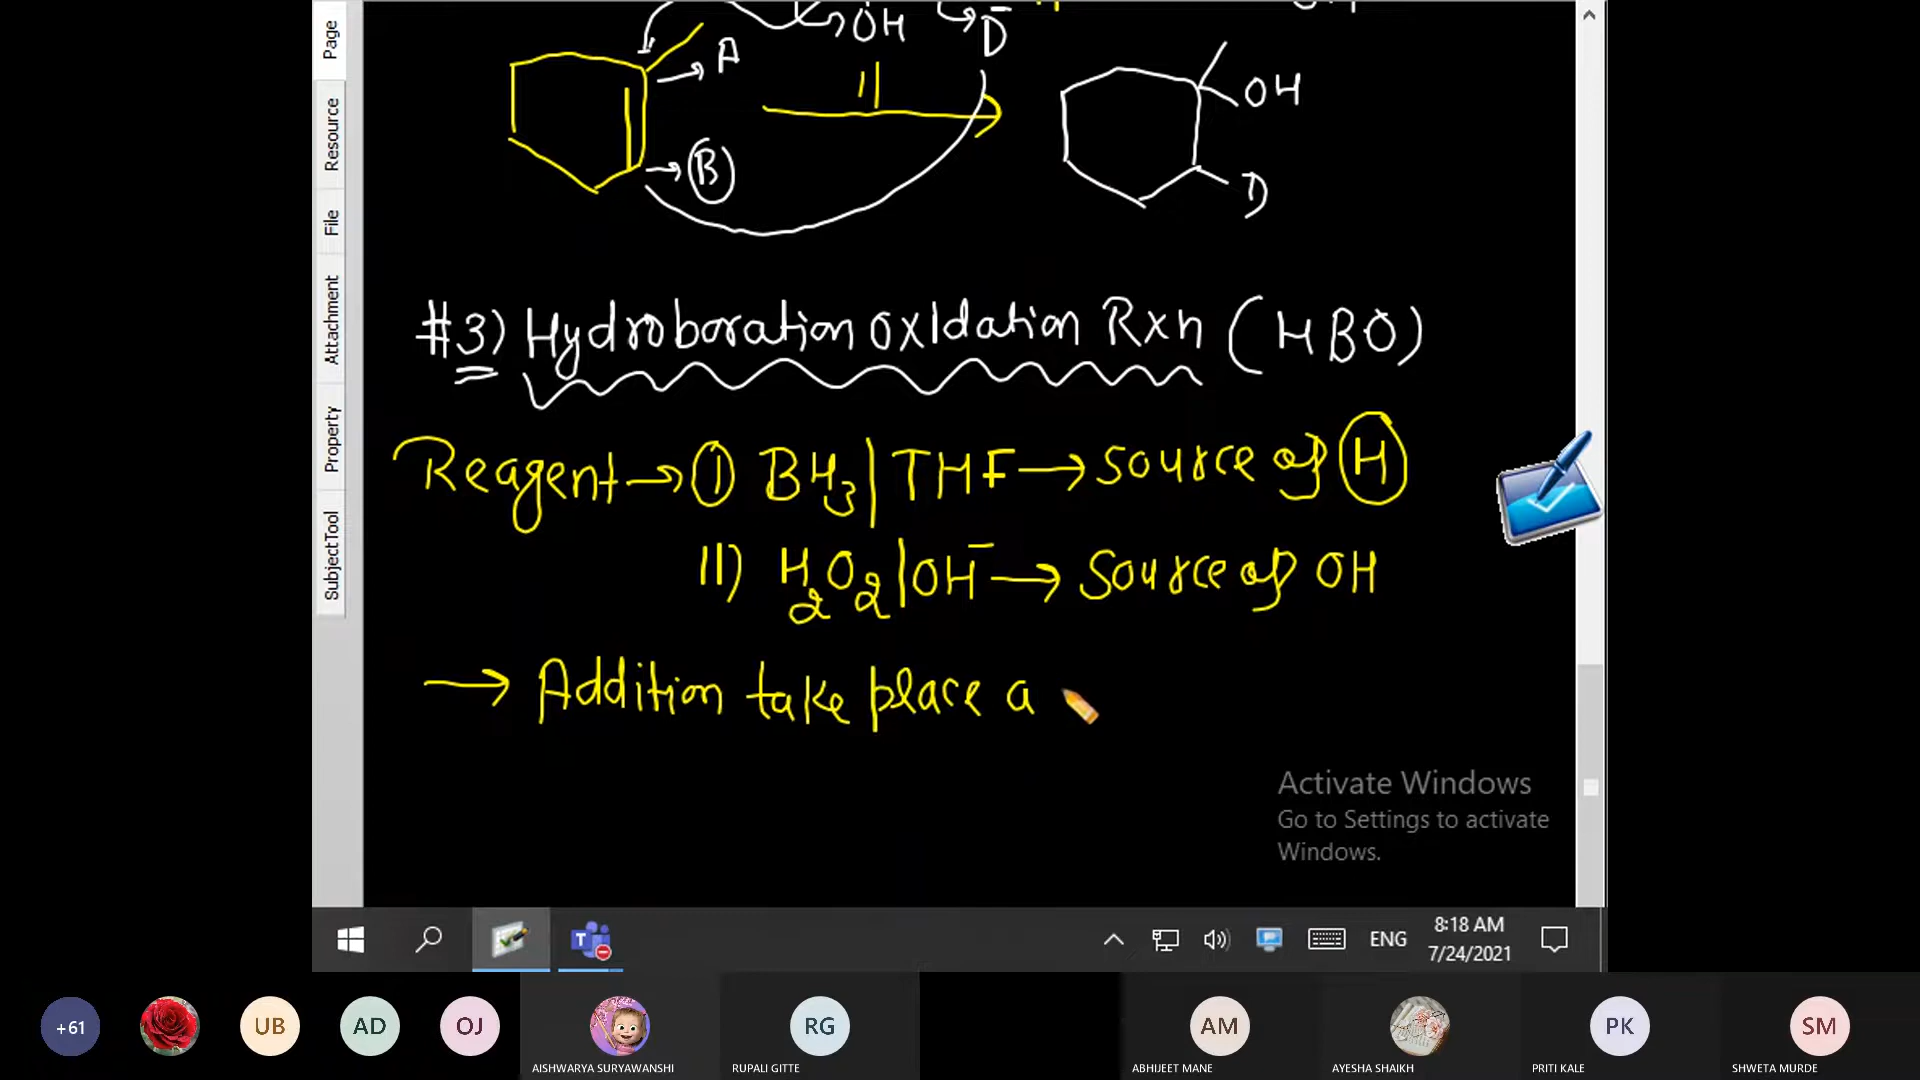 Page
Resource
File
Attachment
Property
SubjectTool
OH D̄
A
II
B
OH
D
#3) Hydroboration oxidation Rxn (HBO)
Reagent → ① BH3 | THF → Source of H
II) H2O2 | OH⁻ → Source of OH
→ Addition take place a
Activate Windows
Go to Settings to activate
Windows.
ENG
8:18 AM
7/24/2021
+61
UB
AD
OJ
AISHWARYA SURYAWANSHI
RG
RUPALI GITTE
AM
ABHIJEET MANE
AYESHA SHAIKH
PK
PRITI KALE
SM
SHWETA MURDE